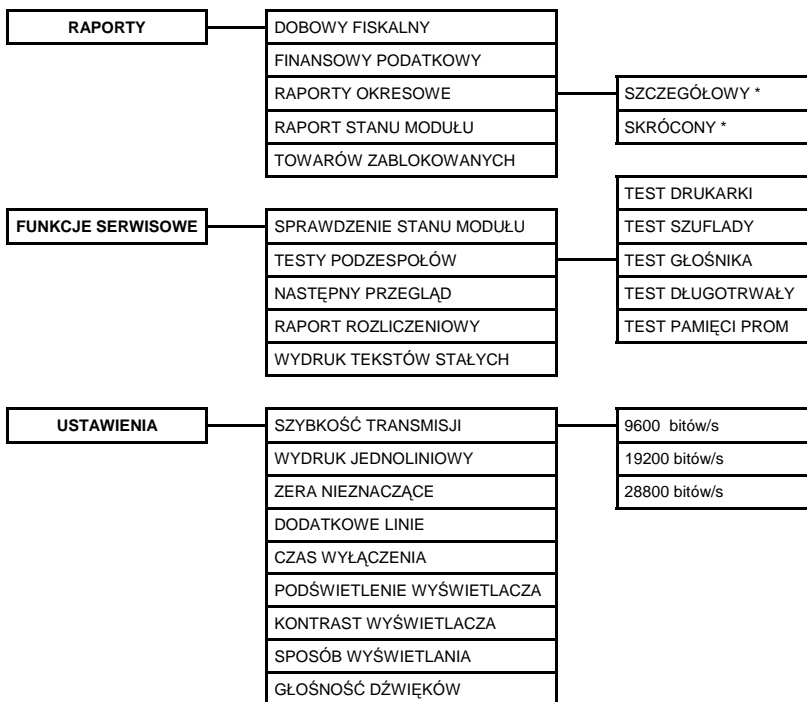 RAPORTY
DOBOWY FISKALNY
FINANSOWY PODATKOWY
RAPORTY OKRESOWE
SZCZEGÓŁOWY *
RAPORT STANU MODUŁU
SKRÓCONY *
TOWARÓW ZABLOKOWANYCH
TEST DRUKARKI
FUNKCJE SERWISOWE
SPRAWDZENIE STANU MODUŁU
TEST SZUFLADY
TESTY PODZESPOŁÓW
TEST GŁOŚNIKA
NASTĘPNY PRZEGLĄD
TEST DŁUGOTRWAŁY
RAPORT ROZLICZENIOWY
TEST PAMIĘCI PROM
WYDRUK TEKSTÓW STAŁYCH
USTAWIENIA
SZYBKOŚĆ TRANSMISJI
9600 bitów/s
WYDRUK JEDNOLINIOWY
19200 bitów/s
ZERA NIEZNACZĄCE
28800 bitów/s
DODATKOWE LINIE
CZAS WYŁĄCZENIA
PODŚWIETLENIE WYŚWIETLACZA
KONTRAST WYŚWIETLACZA
SPOSÓB WYŚWIETLANIA
GŁOŚNOŚĆ DŹWIĘKÓW